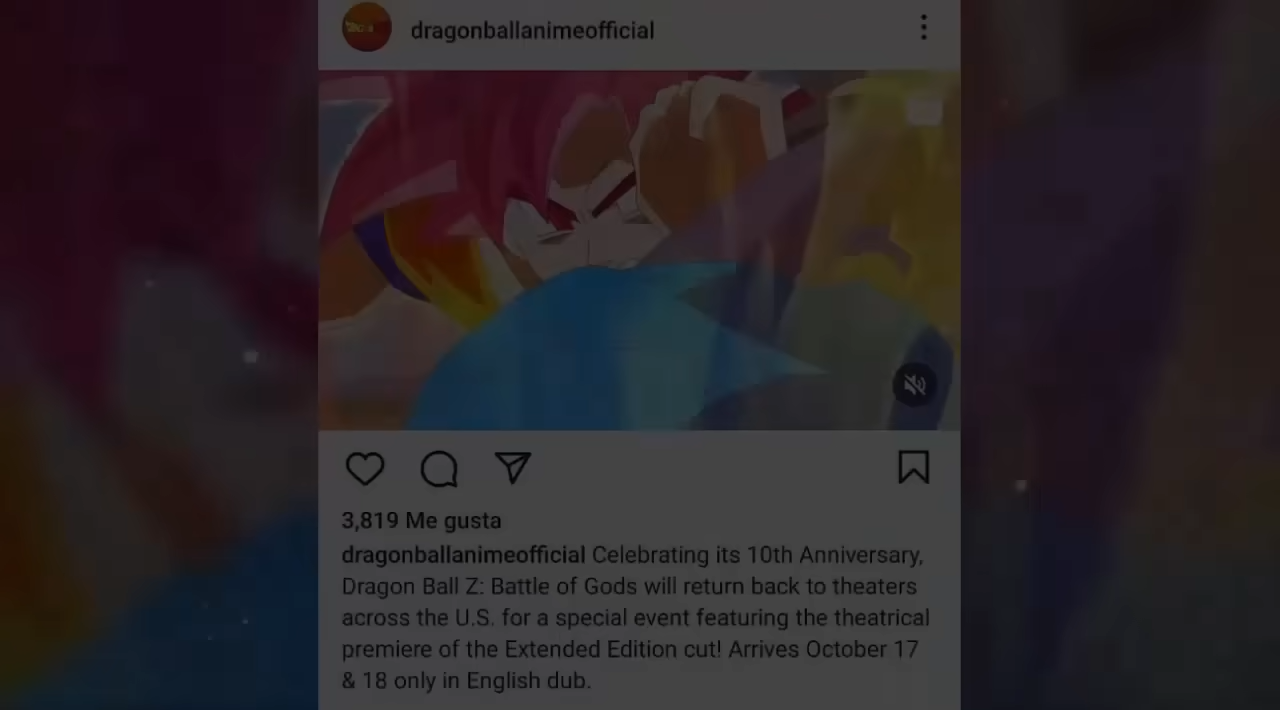 dragonballanimeofficial
3,819 Me gusta
dragonballanimeofficial Celebrating its 10th Anniversary,
Dragon Ball Z: Battle of Gods will return back to theaters
across the U.S. for a special event featuring the theatrical
premiere of the Extended Edition cut! Arrives October 17
& 18 only in English dub.